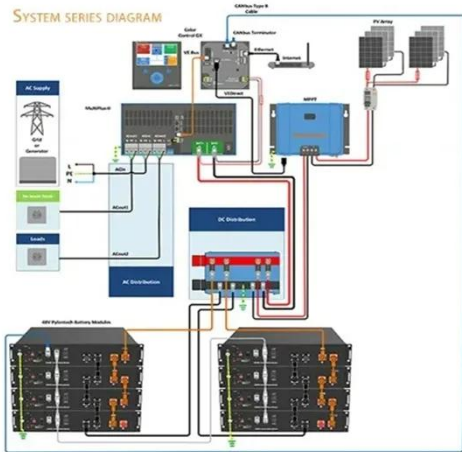 SYSTEM SERIES DIAGRAM
CANbus Type B
Cable
Color
Control GX
CANbus Terminator
PV Array
VE.Bus
Ethernet
Internet
AC Supply
VE.Direct
MultiPlus-II
MPPT
Grid
or
Generator
L
PE
N
ACin
ACout1
Loads
DC Distribution
ACout2
AC Distribution
48V Pylontech Battery Modules